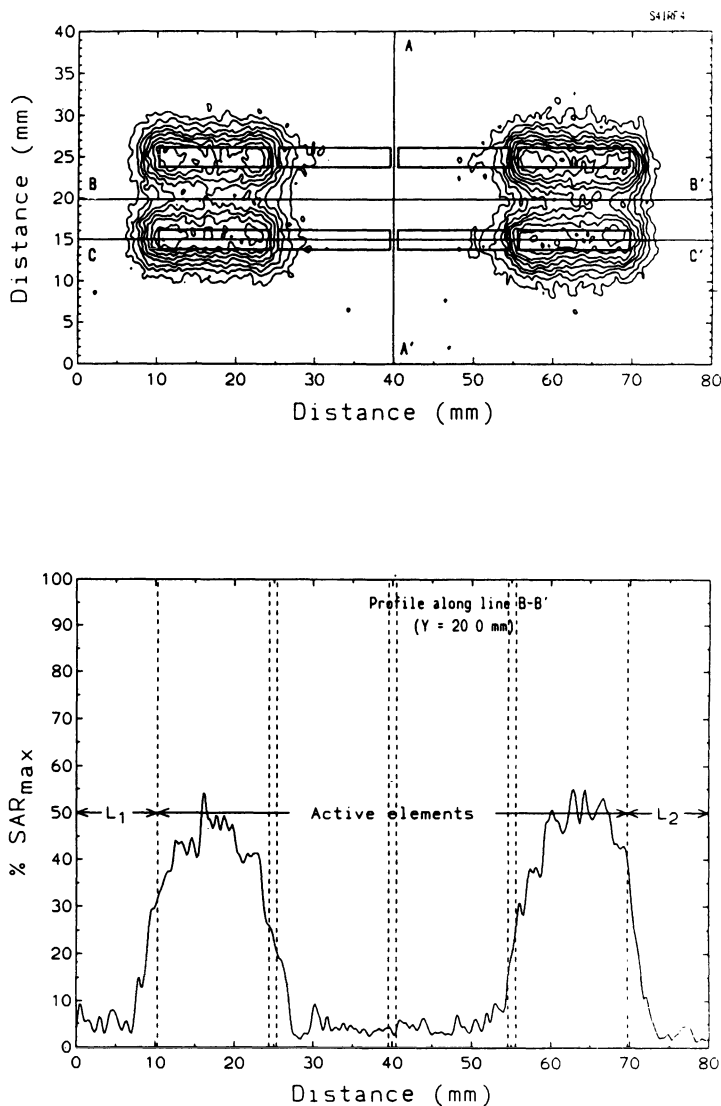 S41RF4
A
40
35
30
25
20
15
10
5
0
Distance (mm)
B
B'
C
C'
A'
0 10 20 30 40 50 60 70 80
Distance (mm)
100
90
80
70
60
50
40
30
20
10
0
% SARmax
Profile along line B-B'
(Y = 20 0 mm)
L1
Active elements
L2
0 10 20 30 40 50 60 70 80
Distance (mm)